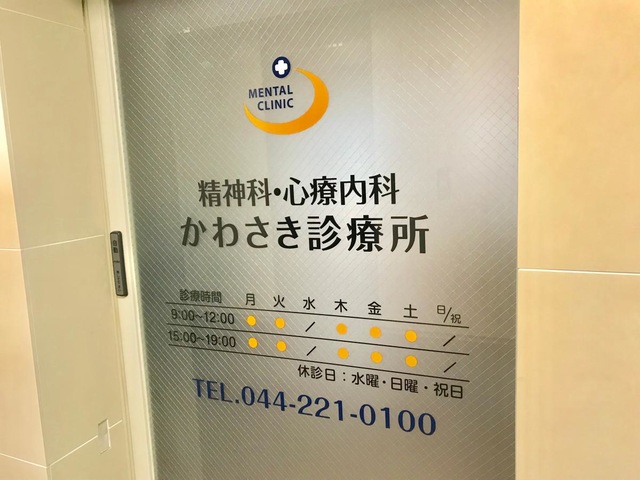 MENTAL
CLINIC
精神科・心療内科
かわさき診療所
診療時間 月 火 水 木 金 土 日/祝
9:00~12:00 ● ● / ● ● ● /
15:00~19:00 ● ● / ● ● ● /
休診日：水曜・日曜・祝日
TEL.044-221-0100